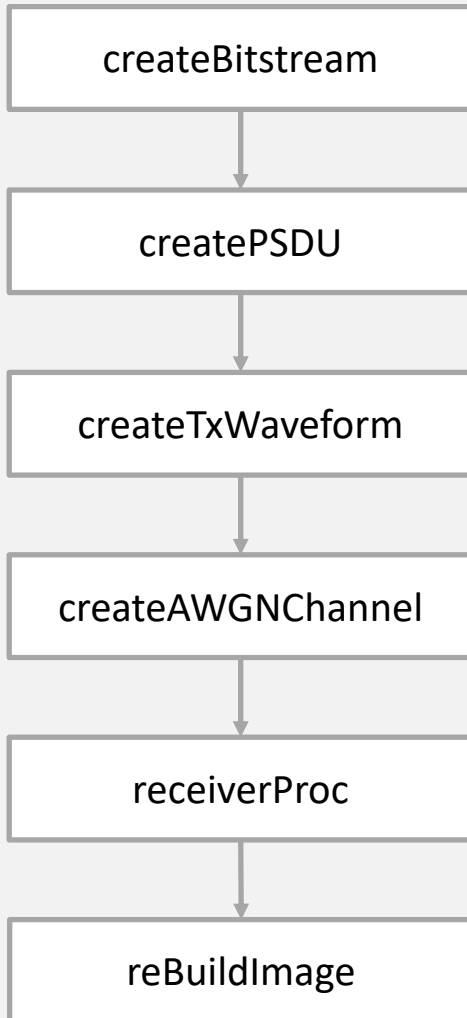 createBitstream
createPSDU
createTxWaveform
createAWGNChannel
receiverProc
reBuildImage